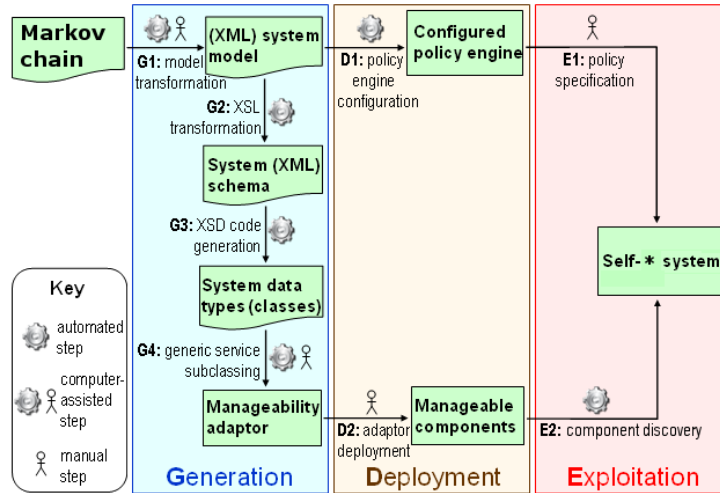 Markov
chain
G1: model
transformation
(XML) system
model
D1: policy
engine
configuration
Configured
policy engine
E1: policy
specification
G2: XSL
transformation
System (XML)
schema
G3: XSD code
generation
System data
types (classes)
G4: generic service
subclassing
Manageability
adaptor
D2: adaptor
deployment
Manageable
components
E2: component discovery
Self-* system
Key
automated
step
computer-
assisted
step
manual
step
Generation
Deployment
Exploitation